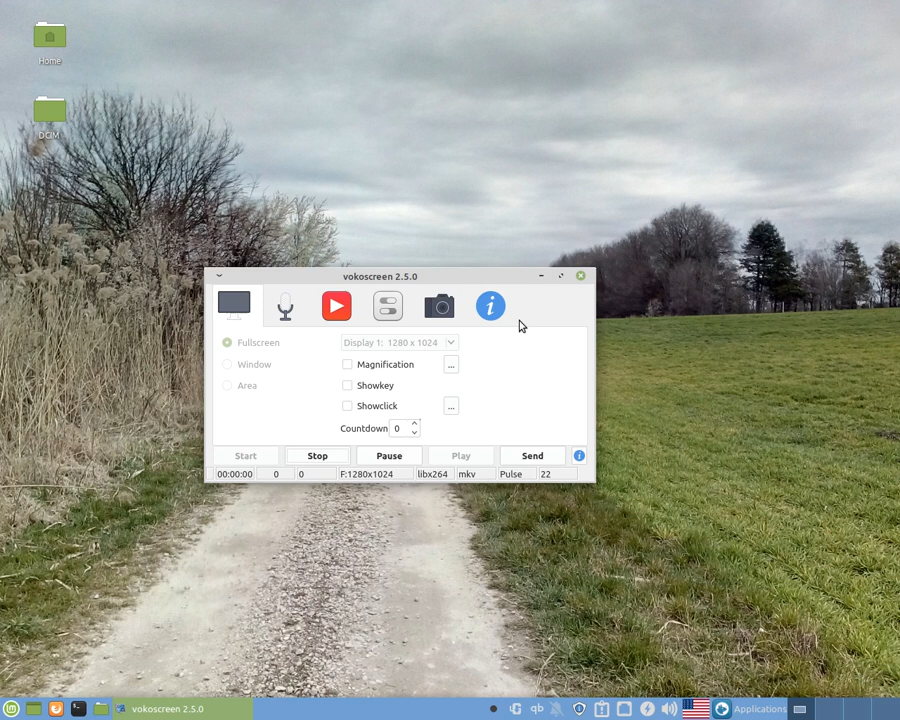 Home
DCIM
vokoscreen 2.5.0
Fullscreen
Display 1: 1280 x 1024
Window
Magnification
...
Area
Showkey
Showclick
...
Countdown 0
Start Stop Pause Play Send
00:00:00 0 0 F:1280x1024 libx264 mkv Pulse 22
vokoscreen 2.5.0
qb
Applications